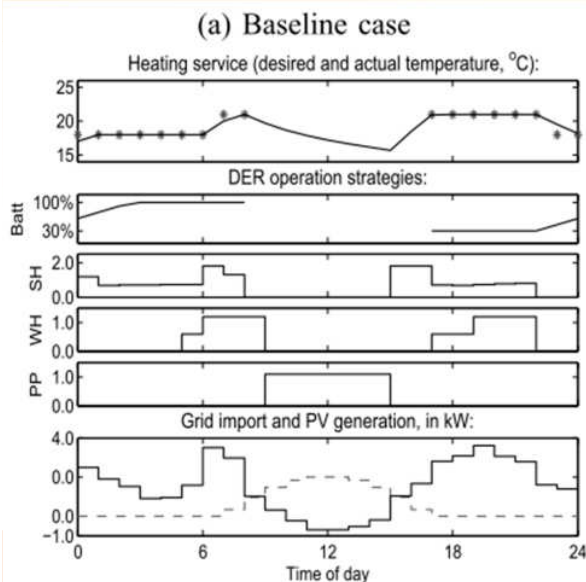 (a) Baseline case
Heating service (desired and actual temperature, °C):
25
20
15
DER operation strategies:
Batt
100%
30%
SH
2.0
0.0
WH
1.0
0.0
PP
1.0
0.0
Grid import and PV generation, in kW:
4.0
0.0
0.0
−1.0
0 6 12 18 24
Time of day